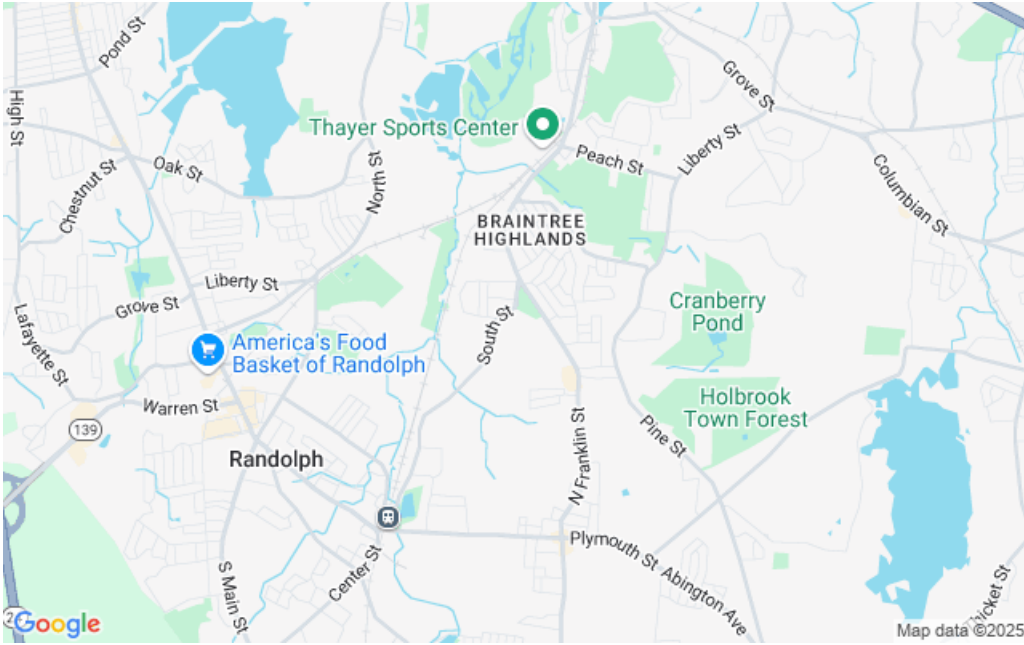 Pond St
High St
Grove St
Thayer Sports Center
Peach St
Liberty St
Oak St
North St
Chestnut St
Columbian St
BRAINTREE
HIGHLANDS
Liberty St
Grove St
Cranberry
Pond
Lafayette St
South St
America's Food
Basket of Randolph
Holbrook
Town Forest
Warren St
139
Pine St
N Franklin St
Randolph
Plymouth St
Abington Ave
Center St
S Main St
Thicket St
Google
Map data ©2025